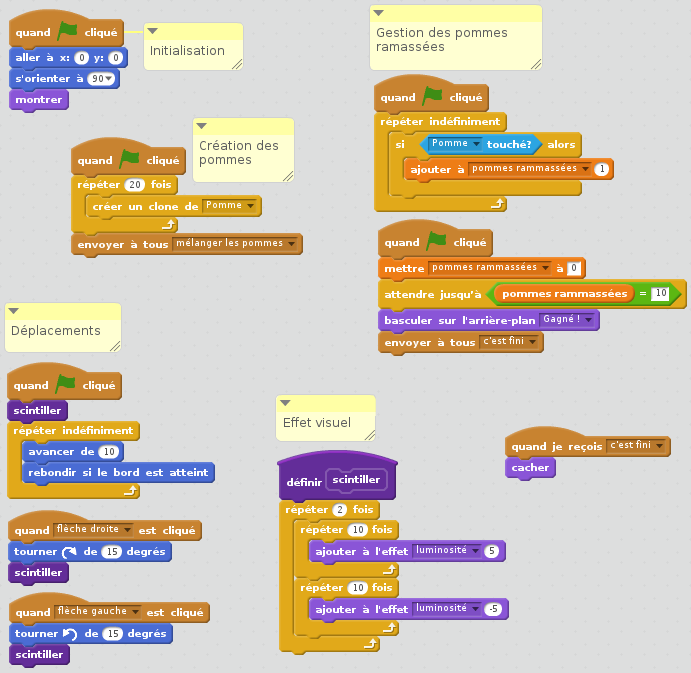 quand cliqué
aller à x: 0 y: 0
s'orienter à 90
montrer
Initialisation
quand cliqué
répéter 20 fois
créer un clone de Pomme
envoyer à tous mélanger les pommes
Création des
pommes
Gestion des pommes
ramassées
quand cliqué
répéter indéfiniment
si Pomme touché? alors
ajouter à pommes rammassées 1
quand cliqué
mettre pommes rammassées à 0
attendre jusqu'à pommes rammassées = 10
basculer sur l'arrière-plan Gagné !
envoyer à tous c'est fini
Déplacements
quand cliqué
scintiller
répéter indéfiniment
avancer de 10
rebondir si le bord est atteint
quand flèche droite est cliqué
tourner de 15 degrés
scintiller
quand flèche gauche est cliqué
tourner de 15 degrés
scintiller
Effet visuel
définir scintiller
répéter 2 fois
répéter 10 fois
ajouter à l'effet luminosité 5
répéter 10 fois
ajouter à l'effet luminosité -5
quand je reçois c'est fini
cacher